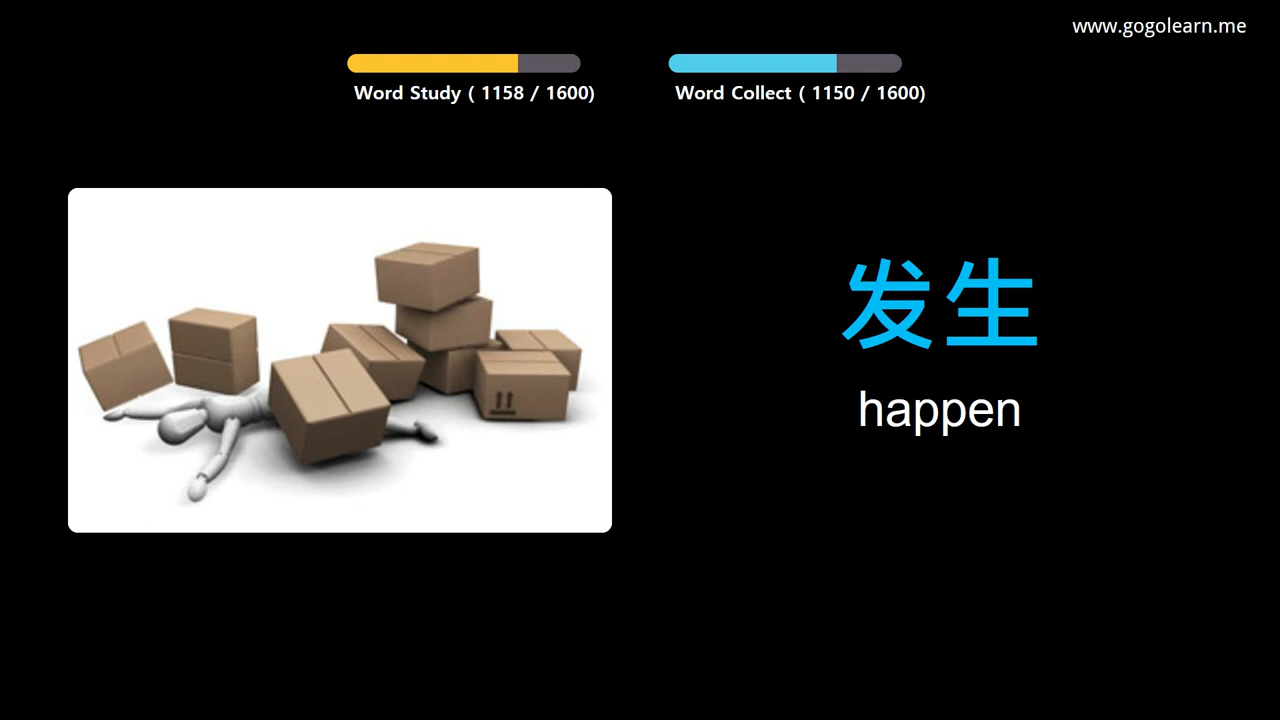 www.gogolearn.me
Word Study ( 1158 / 1600)
Word Collect ( 1150 / 1600)
发生
happen